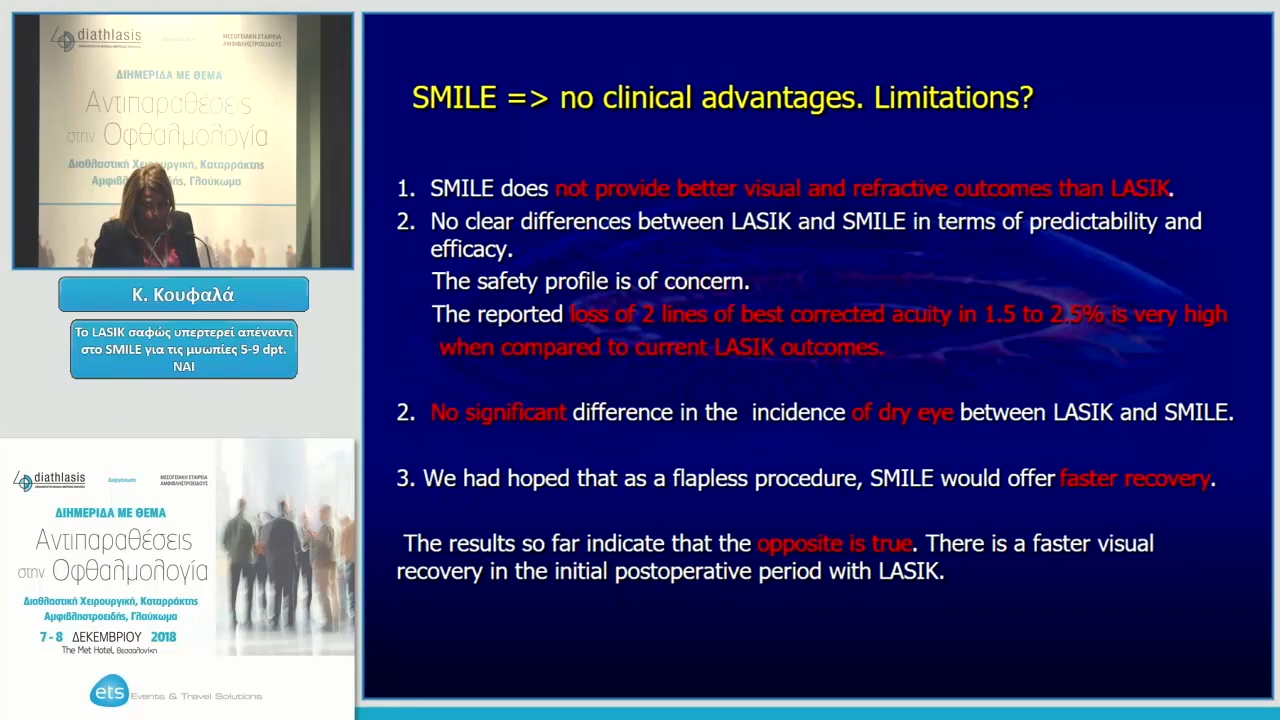 diathlasis
ΜΕΣΟΓΕΙΑΚΗ ΕΤΑΙΡΕΙΑ
ΑΜΦΙΒΛΗΣΤΡΟΕΙΔΟΥΣ
ΔΙΗΜΕΡΙΔΑ ΜΕ ΘΕΜΑ
Αντιπαραθέσεις
στην Οφθαλμολογία
Διαθλαστική Χειρουργική, Καταρράκτης
Γλαύκωμα
Κ. Κουφαλά
Το LASIK σαφώς υπερτερεί απέναντι
στο SMILE για τις μυωπίες 5-9 dpt.
ΝΑΙ
diathlasis
Διοργάνωση
ΜΕΣΟΓΕΙΑΚΗ ΕΤΑΙΡΕΙΑ
ΑΜΦΙΒΛΗΣΤΡΟΕΙΔΟΥΣ
ΔΙΗΜΕΡΙΔΑ ΜΕ ΘΕΜΑ
Αντιπαραθέσεις
στην Οφθαλμολογία
Διαθλαστική Χειρουργική, Καταρράκτης
Αμφιβληστροειδής, Γλαύκωμα
7 - 8 ΔΕΚΕΜΒΡΙΟΥ 2018
The Met Hotel, Θεσσαλονίκη
ets Events & Travel Solutions
SMILE => no clinical advantages. Limitations?
1. SMILE does not provide better visual and refractive outcomes than LASIK.
2. No clear differences between LASIK and SMILE in terms of predictability and
efficacy.
The safety profile is of concern.
The reported loss of 2 lines of best corrected acuity in 1.5 to 2.5% is very high
when compared to current LASIK outcomes.
2. No significant difference in the incidence of dry eye between LASIK and SMILE.
3. We had hoped that as a flapless procedure, SMILE would offer faster recovery.
The results so far indicate that the opposite is true. There is a faster visual
recovery in the initial postoperative period with LASIK.